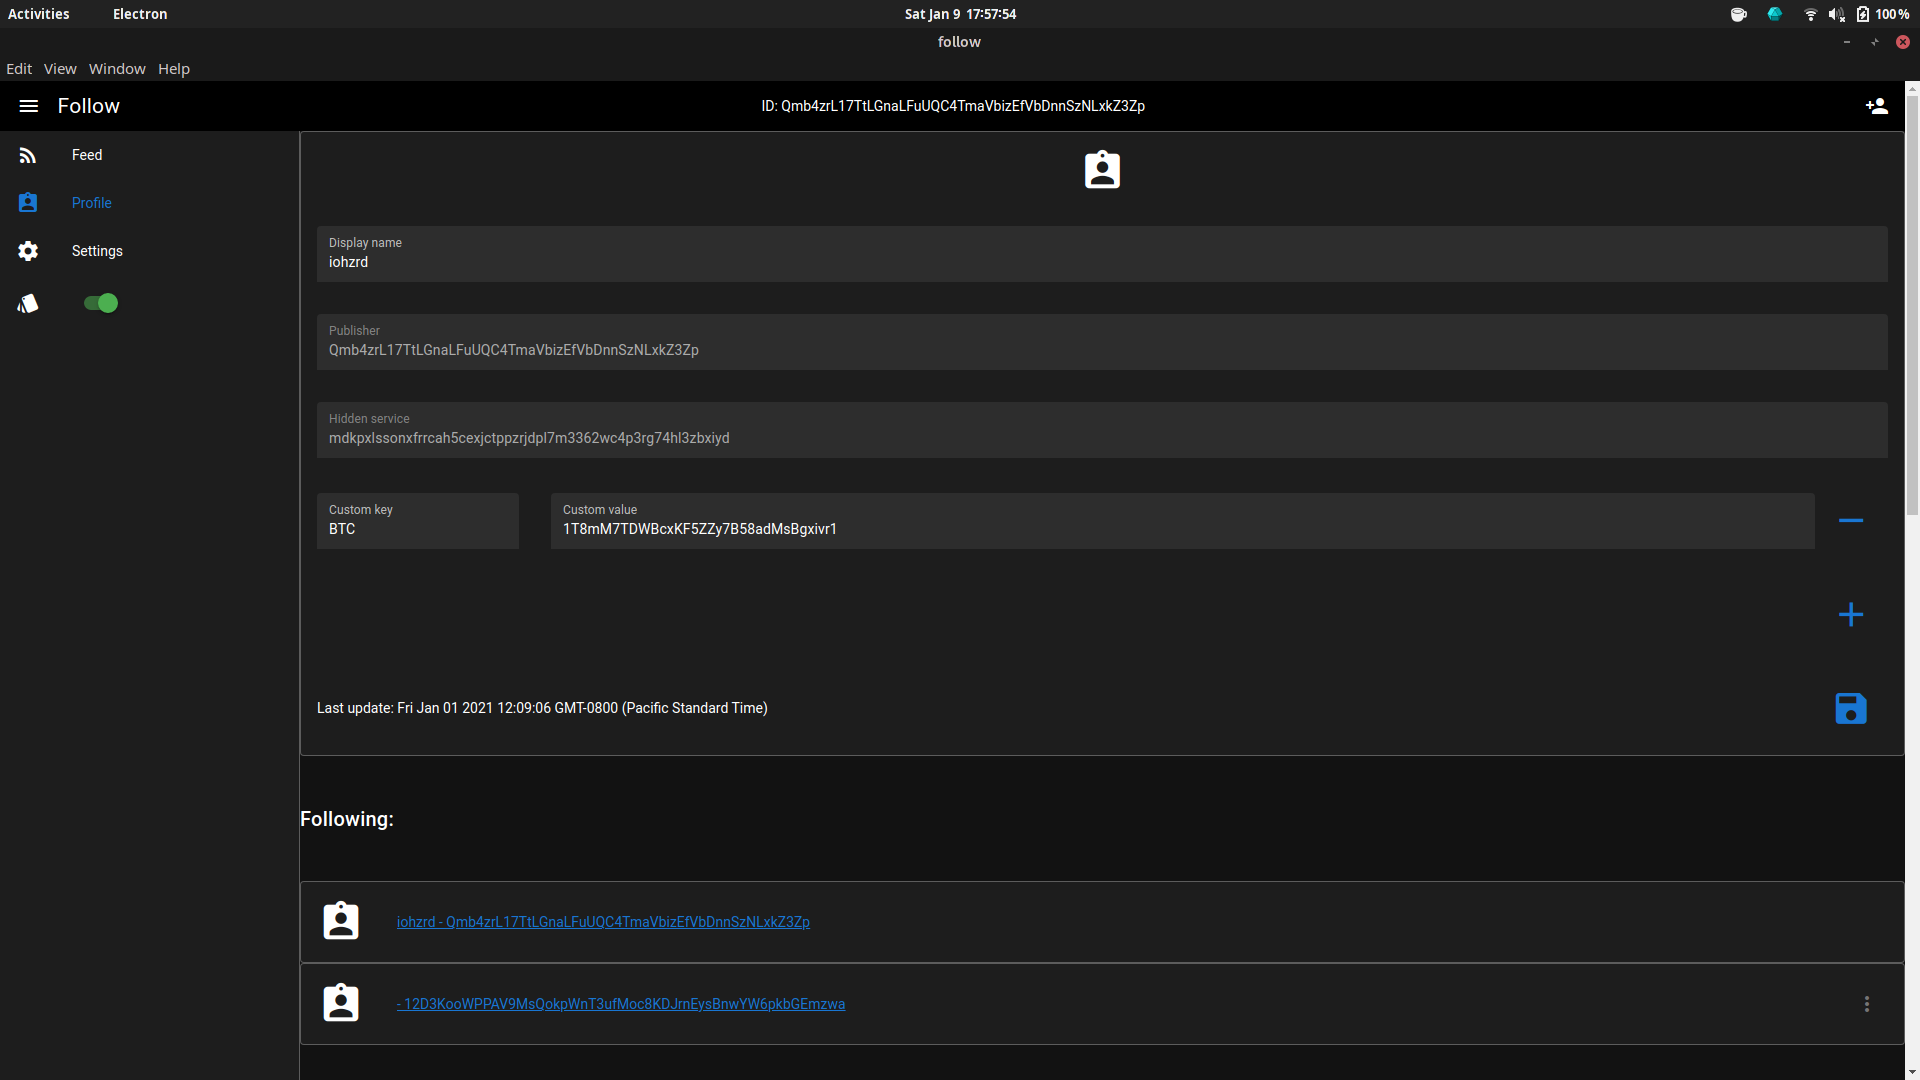 Activities Electron Sat Jan 9 17:57:54 100%
follow
Edit View Window Help
Follow ID: Qmb4zrL17TtLGnaLFuUQC4TmaVbizEfVbDnnSzNLxkZ3Zp
Feed
Profile
Settings
Display name
iohzrd
Publisher
Qmb4zrL17TtLGnaLFuUQC4TmaVbizEfVbDnnSzNLxkZ3Zp
Hidden service
mdkpxlssonxfrrcah5cexjctppzrjdpl7m3362wc4p3rg74hl3zbxiyd
Custom key Custom value
BTC 1T8mM7TDWBcxKF5ZZy7B58adMsBgxivr1
Last update: Fri Jan 01 2021 12:09:06 GMT-0800 (Pacific Standard Time)
Following:
iohzrd - Qmb4zrL17TtLGnaLFuUQC4TmaVbizEfVbDnnSzNLxkZ3Zp
- 12D3KooWPPAV9MsQokpWnT3ufMoc8KDJrnEysBnwYW6pkbGEmzwa